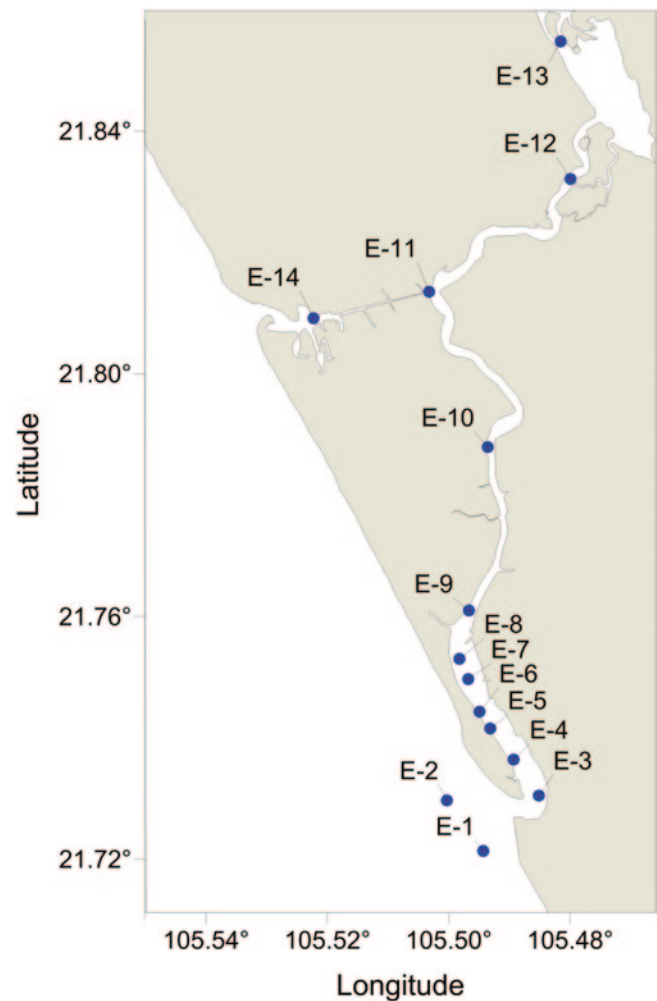 E-13
21.84°
E-12
E-11
E-14
21.80°
E-10
Latitude
E-9
21.76°
E-8
E-7
E-6
E-5
E-4
E-3
E-2
E-1
21.72°
105.54° 105.52° 105.50° 105.48°
Longitude